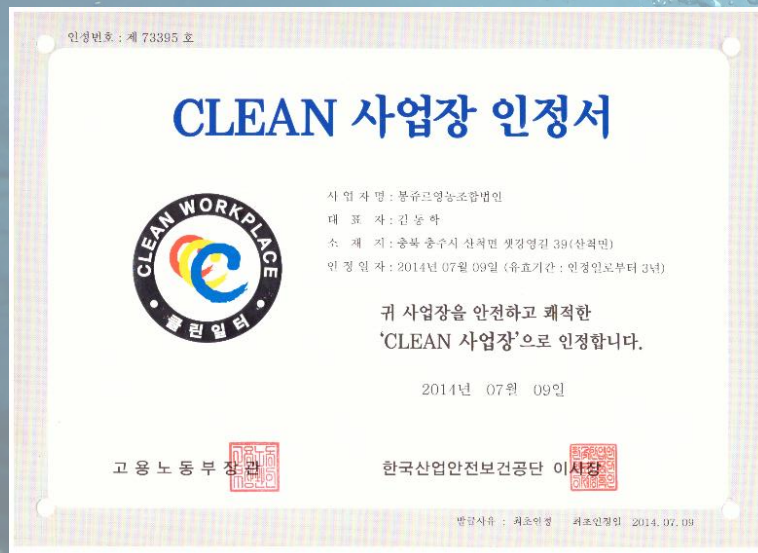 인정번호 : 제 73395 호
CLEAN 사업장 인정서
CLEAN WORKPLACE
클린일터
사 업 자 명 : 봉쥬르영농조합법인
대 표 자 : 김동학
소 재 지 : 충북 충주시 산척면 샛강영길 39(산척면)
인 정 일 자 : 2014년 07월 09일 (유효기간 : 인정일로부터 3년)
귀 사업장을 안전하고 쾌적한
‘CLEAN 사업장’으로 인정합니다.
2014년 07월 09일
고 용 노 동 부 장 관
한국산업안전보건공단 이사장
발급사유 : 최초인정 최초인정일 2014.07.09